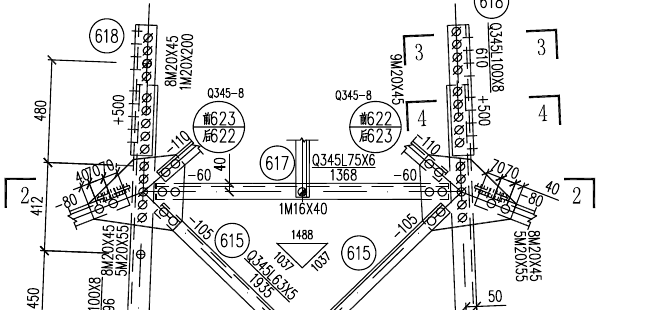 618
618
8M20X45
1M20X200
Q345L100X8
610
3
3
9M20X45
Q345-8
Q345-8
480
+500
+500
4
4
前623
后622
前622
后623
-110
-110
617
Q345L75X6
1368
40
-60
-60
407070
7070
40
-80
-80
2
2
412
1M16X40
-105
-105
8M20X45
5M20X55
8M20X45
5M20X55
615
615
1488
1037
1037
Q345L63X5
1935
450
100X8
96
50